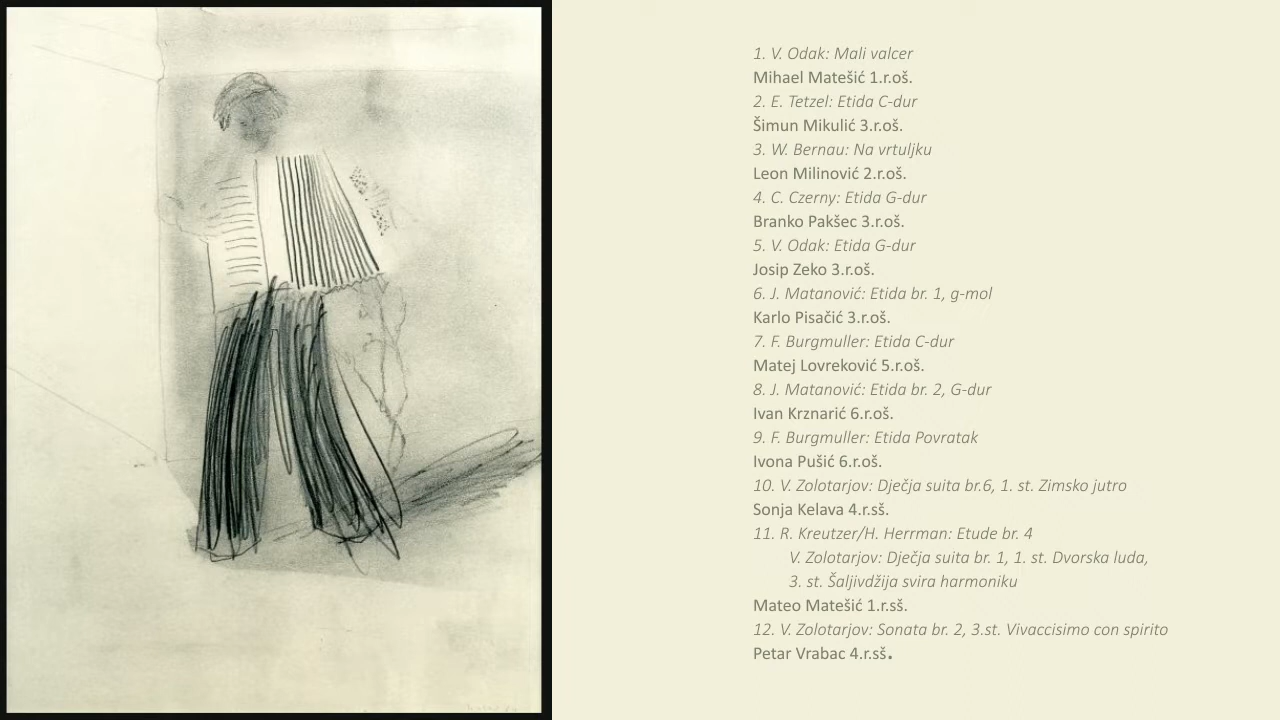 1. V. Odak: Mali valcer
Mihael Matešić 1.r.oš.
2. E. Tetzel: Etida C-dur
Šimun Mikulić 3.r.oš.
3. W. Bernau: Na vrtuljku
Leon Milinović 2.r.oš.
4. C. Czerny: Etida G-dur
Branko Pakšec 3.r.oš.
5. V. Odak: Etida G-dur
Josip Zeko 3.r.oš.
6. J. Matanović: Etida br. 1, g-mol
Karlo Pisačić 3.r.oš.
7. F. Burgmuller: Etida C-dur
Matej Lovreković 5.r.oš.
8. J. Matanović: Etida br. 2, G-dur
Ivan Krznarić 6.r.oš.
9. F. Burgmuller: Etida Povratak
Ivona Pušić 6.r.oš.
10. V. Zolotarjov: Dječja suita br.6, 1. st. Zimsko jutro
Sonja Kelava 4.r.sš.
11. R. Kreutzer/H. Herrman: Etude br. 4
V. Zolotarjov: Dječja suita br. 1, 1. st. Dvorska luda,
3. st. Šaljivdžija svira harmoniku
Mateo Matešić 1.r.sš.
12. V. Zolotarjov: Sonata br. 2, 3.st. Vivaccisimo con spirito
Petar Vrabac 4.r.sš.